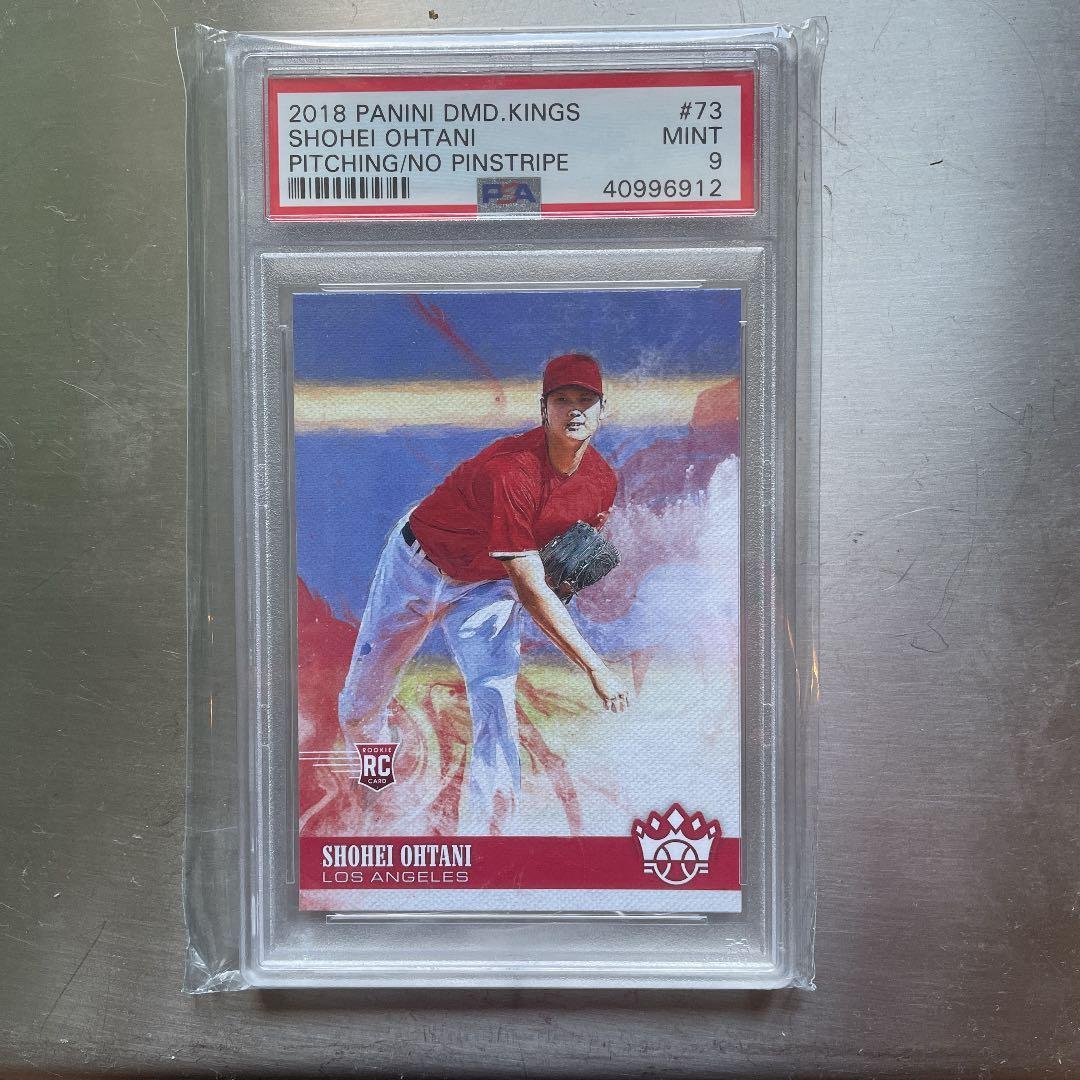 2018 PANINI DMD.KINGS #73
SHOHEI OHTANI MINT
PITCHING/NO PINSTRIPE 9
PSA 40996912
ROOKIE
RC
CARD
SHOHEI OHTANI
LOS ANGELES